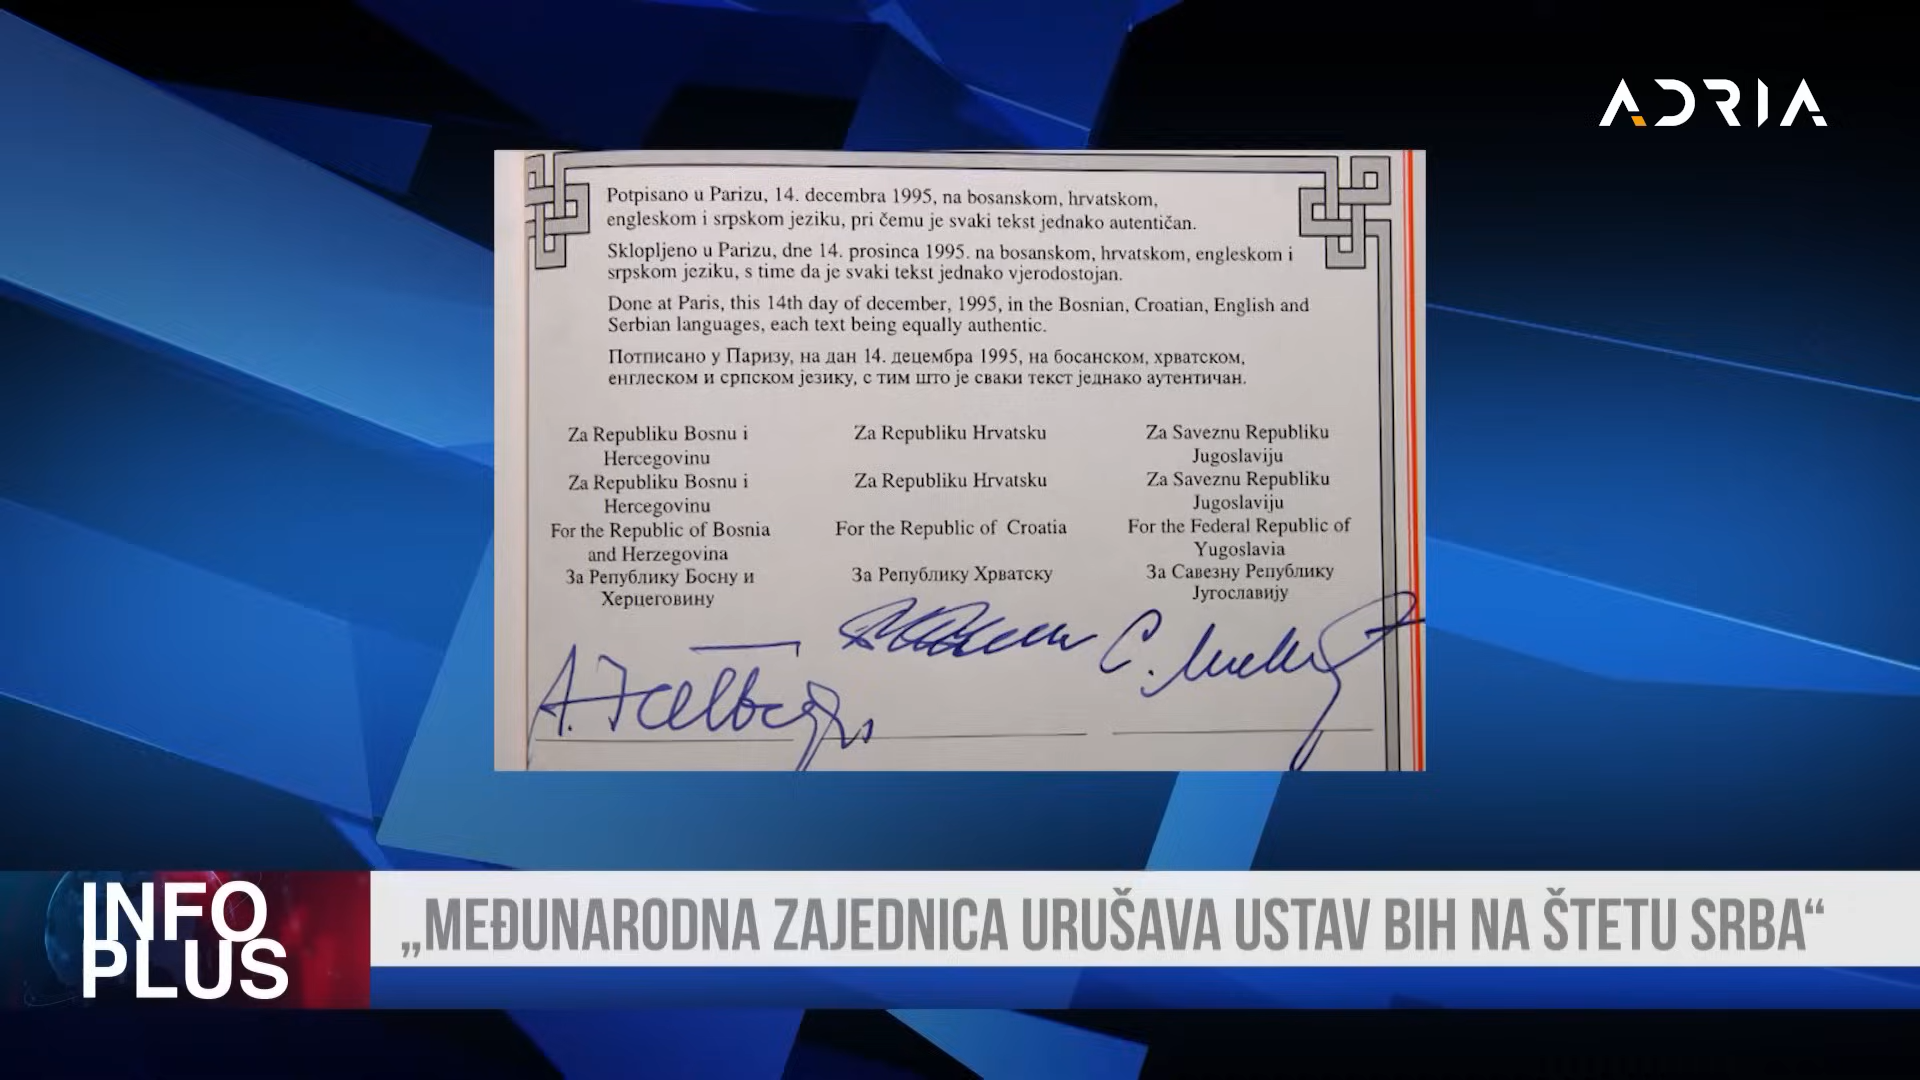 ADRIA
Potpisano u Parizu, 14. decembra 1995, na bosanskom, hrvatskom,
engleskom i srpskom jeziku, pri čemu je svaki tekst jednako autentičan.
Sklopljeno u Parizu, dne 14. prosinca 1995. na bosanskom, hrvatskom, engleskom i
srpskom jeziku, s time da je svaki tekst jednako vjerodostojan.
Done at Paris, this 14th day of december, 1995, in the Bosnian, Croatian, English and
Serbian languages, each text being equally authentic.
Потписано у Паризу, на дан 14. децембра 1995, на босанском, хрватском,
енглеском и српском језику, с тим што је сваки текст једнако аутентичан.
Za Republiku Bosnu i
Hercegovinu
Za Republiku Bosnu i
Hercegovinu
For the Republic of Bosnia
and Herzegovina
За Републику Босну и
Херцеговину
Za Republiku Hrvatsku
Za Republiku Hrvatsku
For the Republic of Croatia
За Републику Хрватску
Za Saveznu Republiku
Jugoslaviju
Za Saveznu Republiku
Jugoslaviju
For the Federal Republic of
Yugoslavia
За Савезну Републику
Југославију
INFO
PLUS
„MEĐUNARODNA ZAJEDNICA URUŠAVA USTAV BIH NA ŠTETU SRBA“